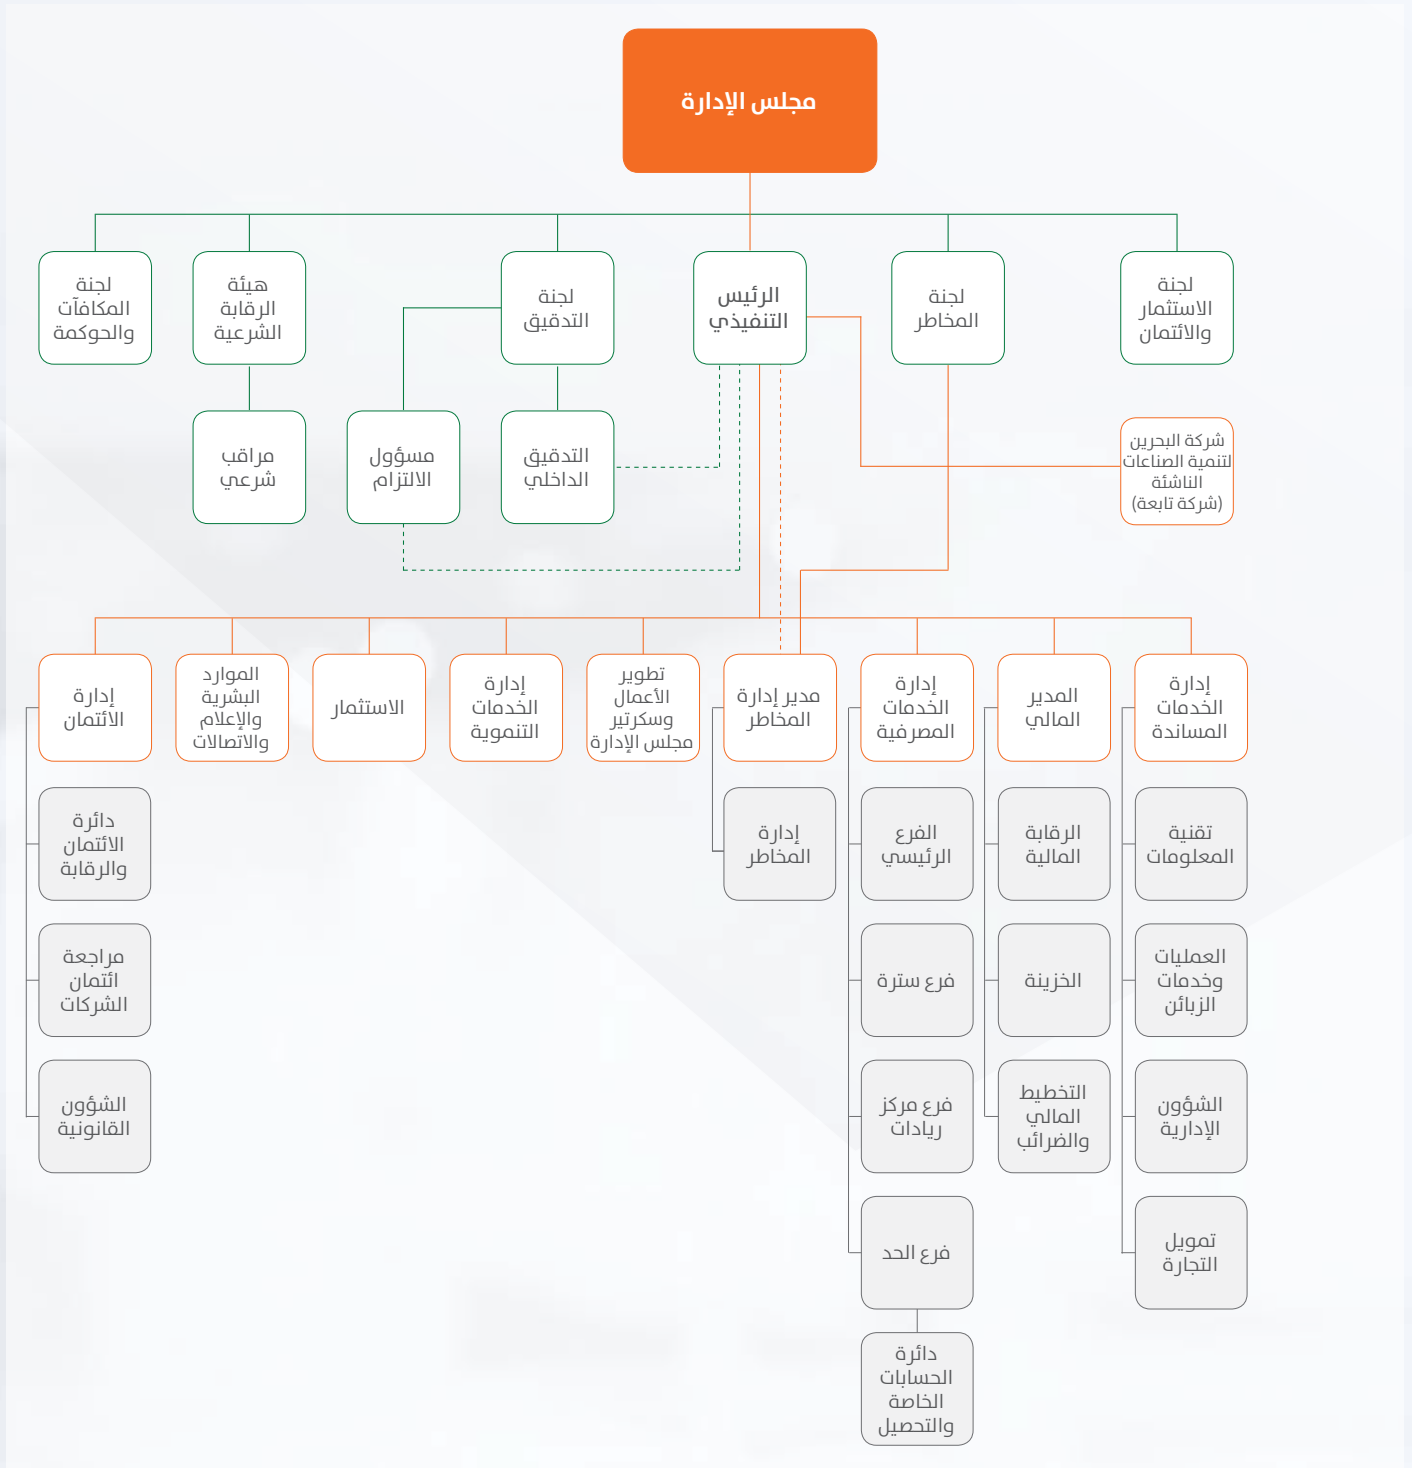 مجلس الإدارة
لجنة
الاستثمار
والائتمان
لجنة
المخاطر
الرئيس
التنفيذي
لجنة
التدقيق
هيئة
الرقابة
الشرعية
لجنة
المكافآت
والحوكمة
شركة البحرين
لتنمية الصناعات
الناشئة
(شركة تابعة)
التدقيق
الداخلي
مسؤول
الالتزام
مراقب
شرعي
إدارة
الخدمات
المساندة
المدير
المالي
إدارة
الخدمات
المصرفية
مدير إدارة
المخاطر
تطوير
الأعمال
وسكرتير
مجلس الإدارة
إدارة
الخدمات
التنموية
الاستثمار
الموارد
البشرية
والإعلام
والاتصالات
إدارة
الائتمان
تقنية
المعلومات
الرقابة
المالية
الفرع
الرئيسي
إدارة
المخاطر
دائرة
الائتمان
والرقابة
العمليات
وخدمات
الزبائن
الخزينة
فرع سترة
مراجعة
ائتمان
الشركات
الشؤون
الإدارية
التخطيط
المالي
والضرائب
فرع مركز
ريادات
الشؤون
القانونية
تمويل
التجارة
فرع الحد
دائرة
الحسابات
الخاصة
والتحصيل